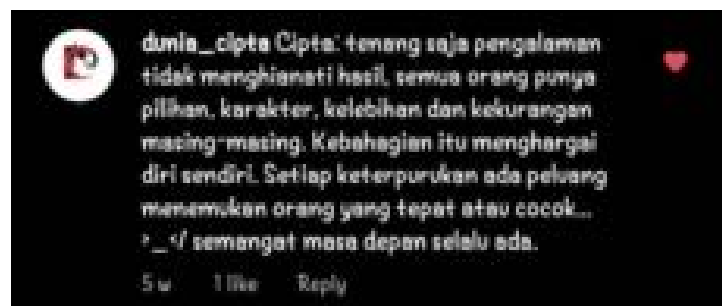 dunia_cipta Cipta: tenang saja pengalaman
tidak menghianati hasil, semua orang punya
pilihan, karakter, kelebihan dan kekurangan
masing-masing. Kebahagian itu menghargai
diri sendiri. Setiap keterpurukan ada peluang
menemukan orang yang tepat atau cocok...
semangat masa depan selalu ada.
5 w 1 like Reply